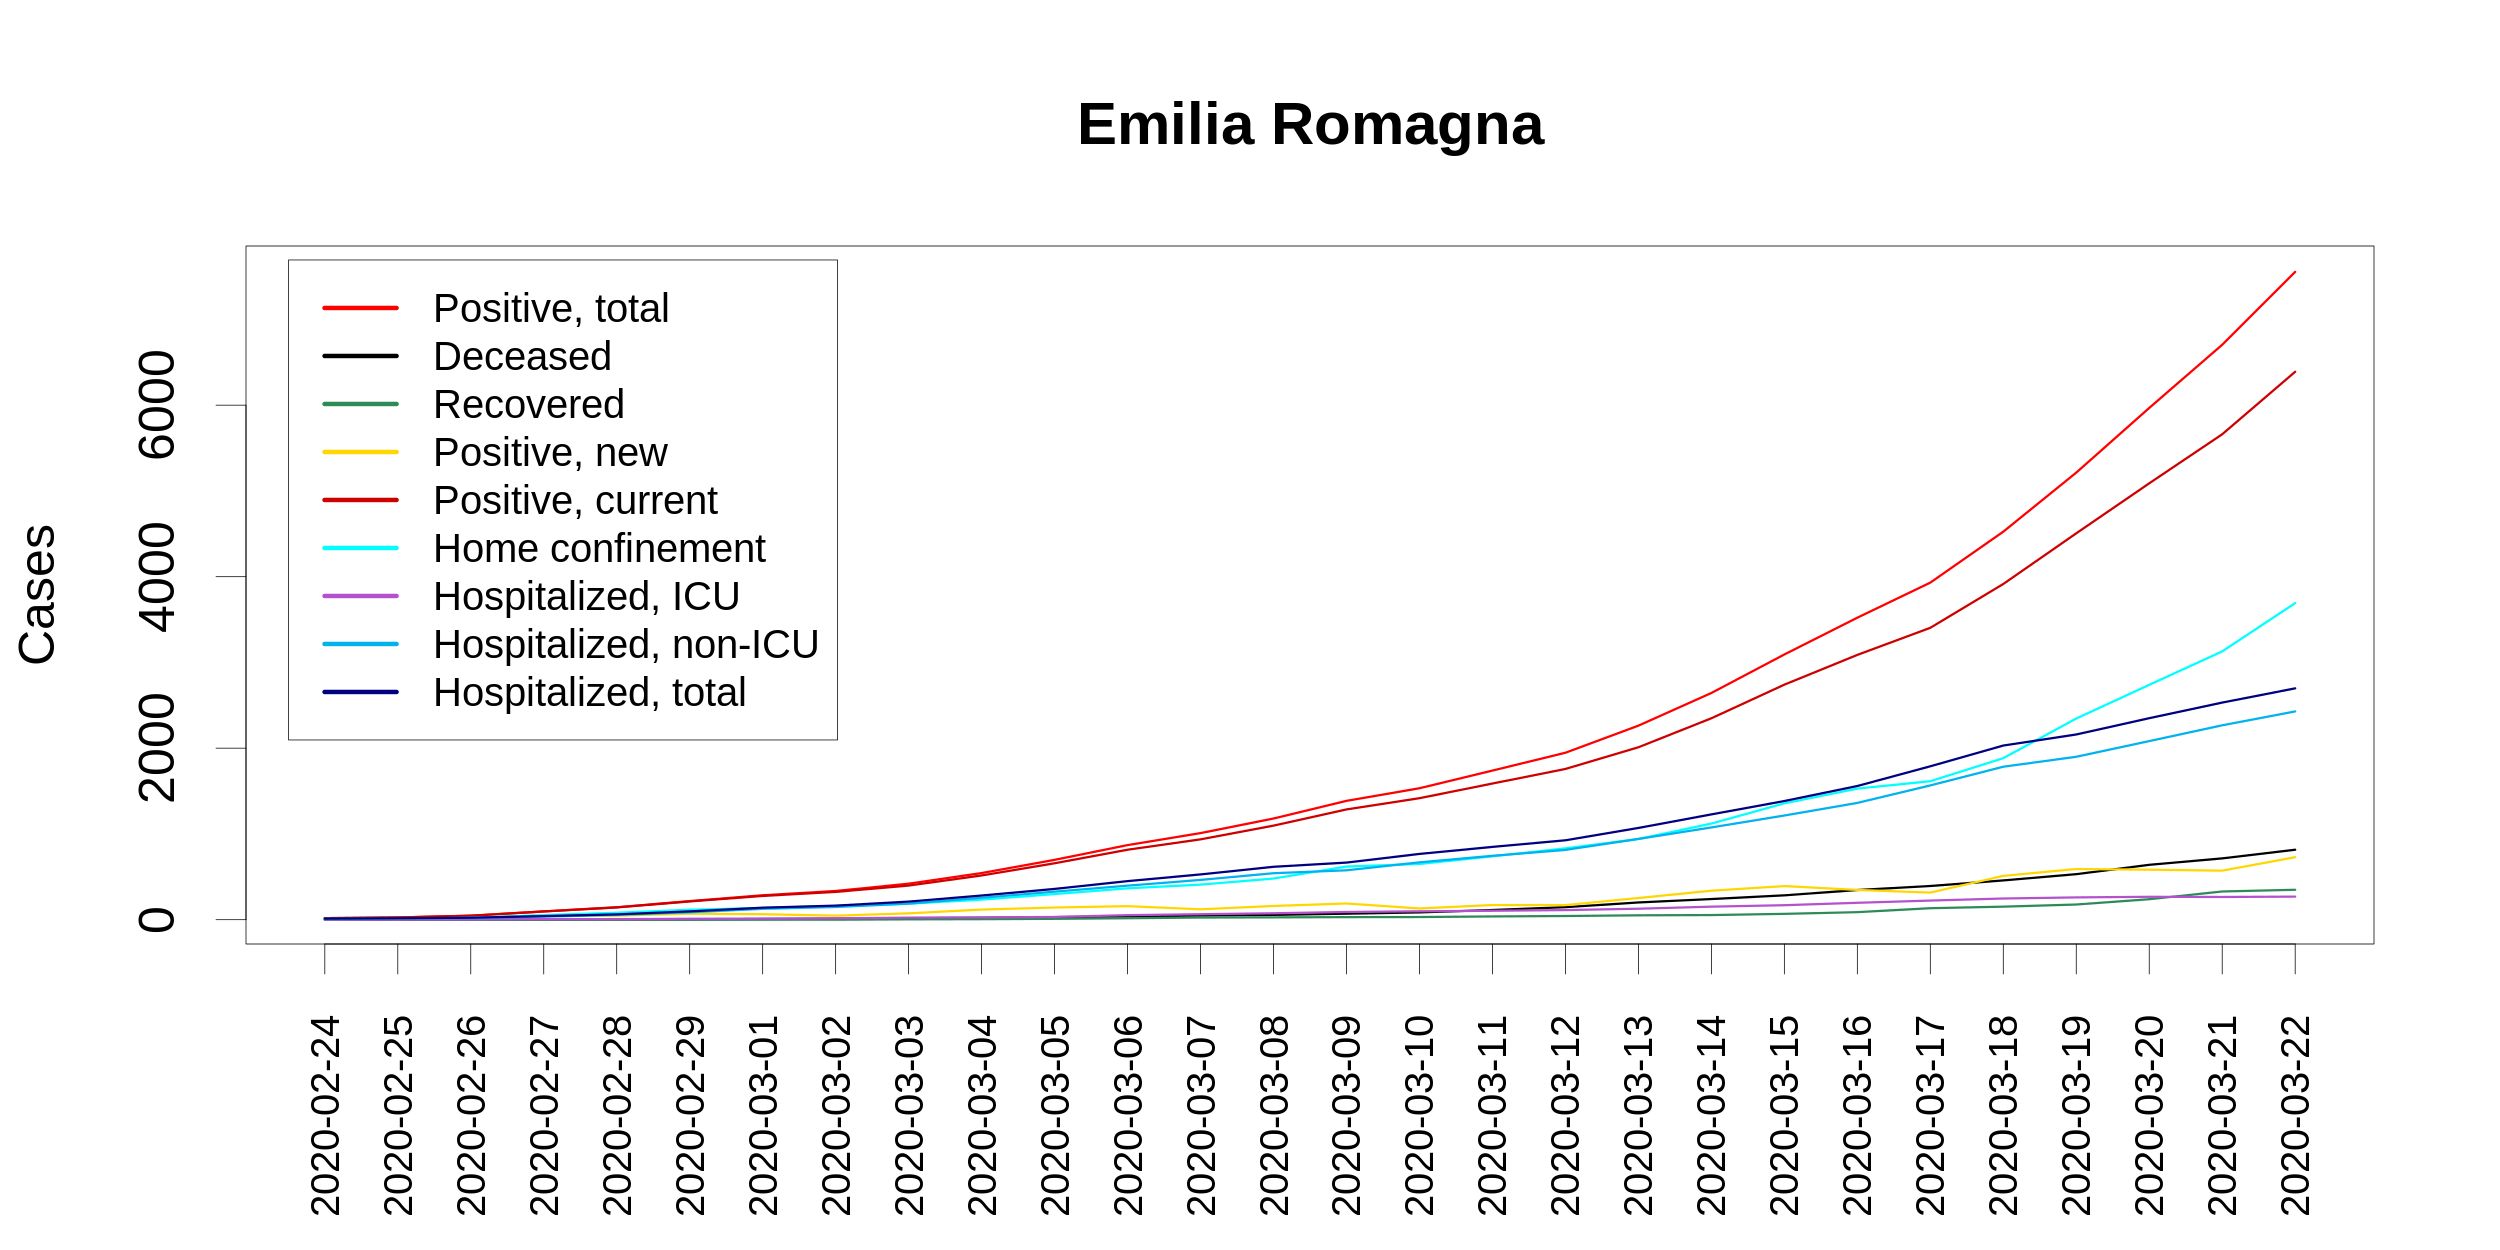 Emilia Romagna
Cases
0
2000
4000
6000
Positive, total
Deceased
Recovered
Positive, new
Positive, current
Home confinement
Hospitalized, ICU
Hospitalized, non-ICU
Hospitalized, total
2020-02-24
2020-02-25
2020-02-26
2020-02-27
2020-02-28
2020-02-29
2020-03-01
2020-03-02
2020-03-03
2020-03-04
2020-03-05
2020-03-06
2020-03-07
2020-03-08
2020-03-09
2020-03-10
2020-03-11
2020-03-12
2020-03-13
2020-03-14
2020-03-15
2020-03-16
2020-03-17
2020-03-18
2020-03-19
2020-03-20
2020-03-21
2020-03-22